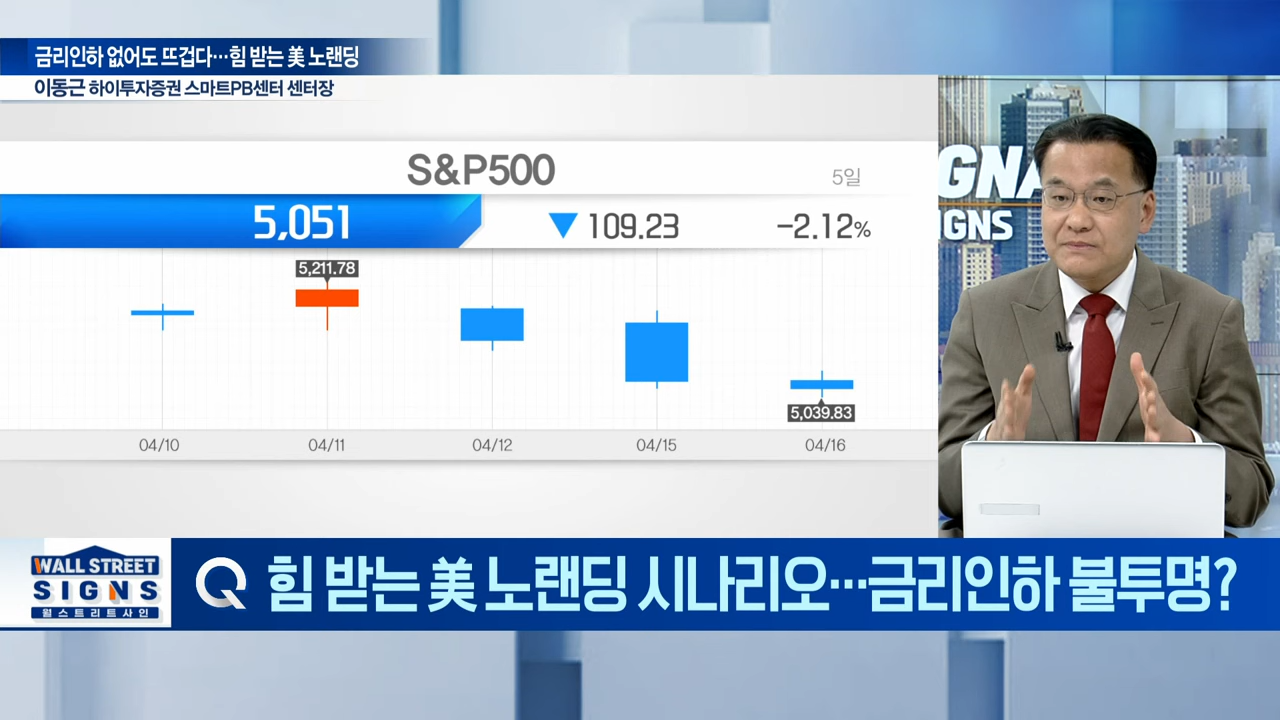 금리인하 없어도 뜨겁다…힘 받는 美 노랜딩
이동근 하이투자증권 스마트PB센터 센터장
S&P500
5일
5,051 ▼ 109.23 -2.12%
5,211.78
5,039.83
04/10 04/11 04/12 04/15 04/16
GNA
IGNS
WALL STREET
SIGNS
월스트리트사인
Q 힘 받는 美 노랜딩 시나리오…금리인하 불투명?